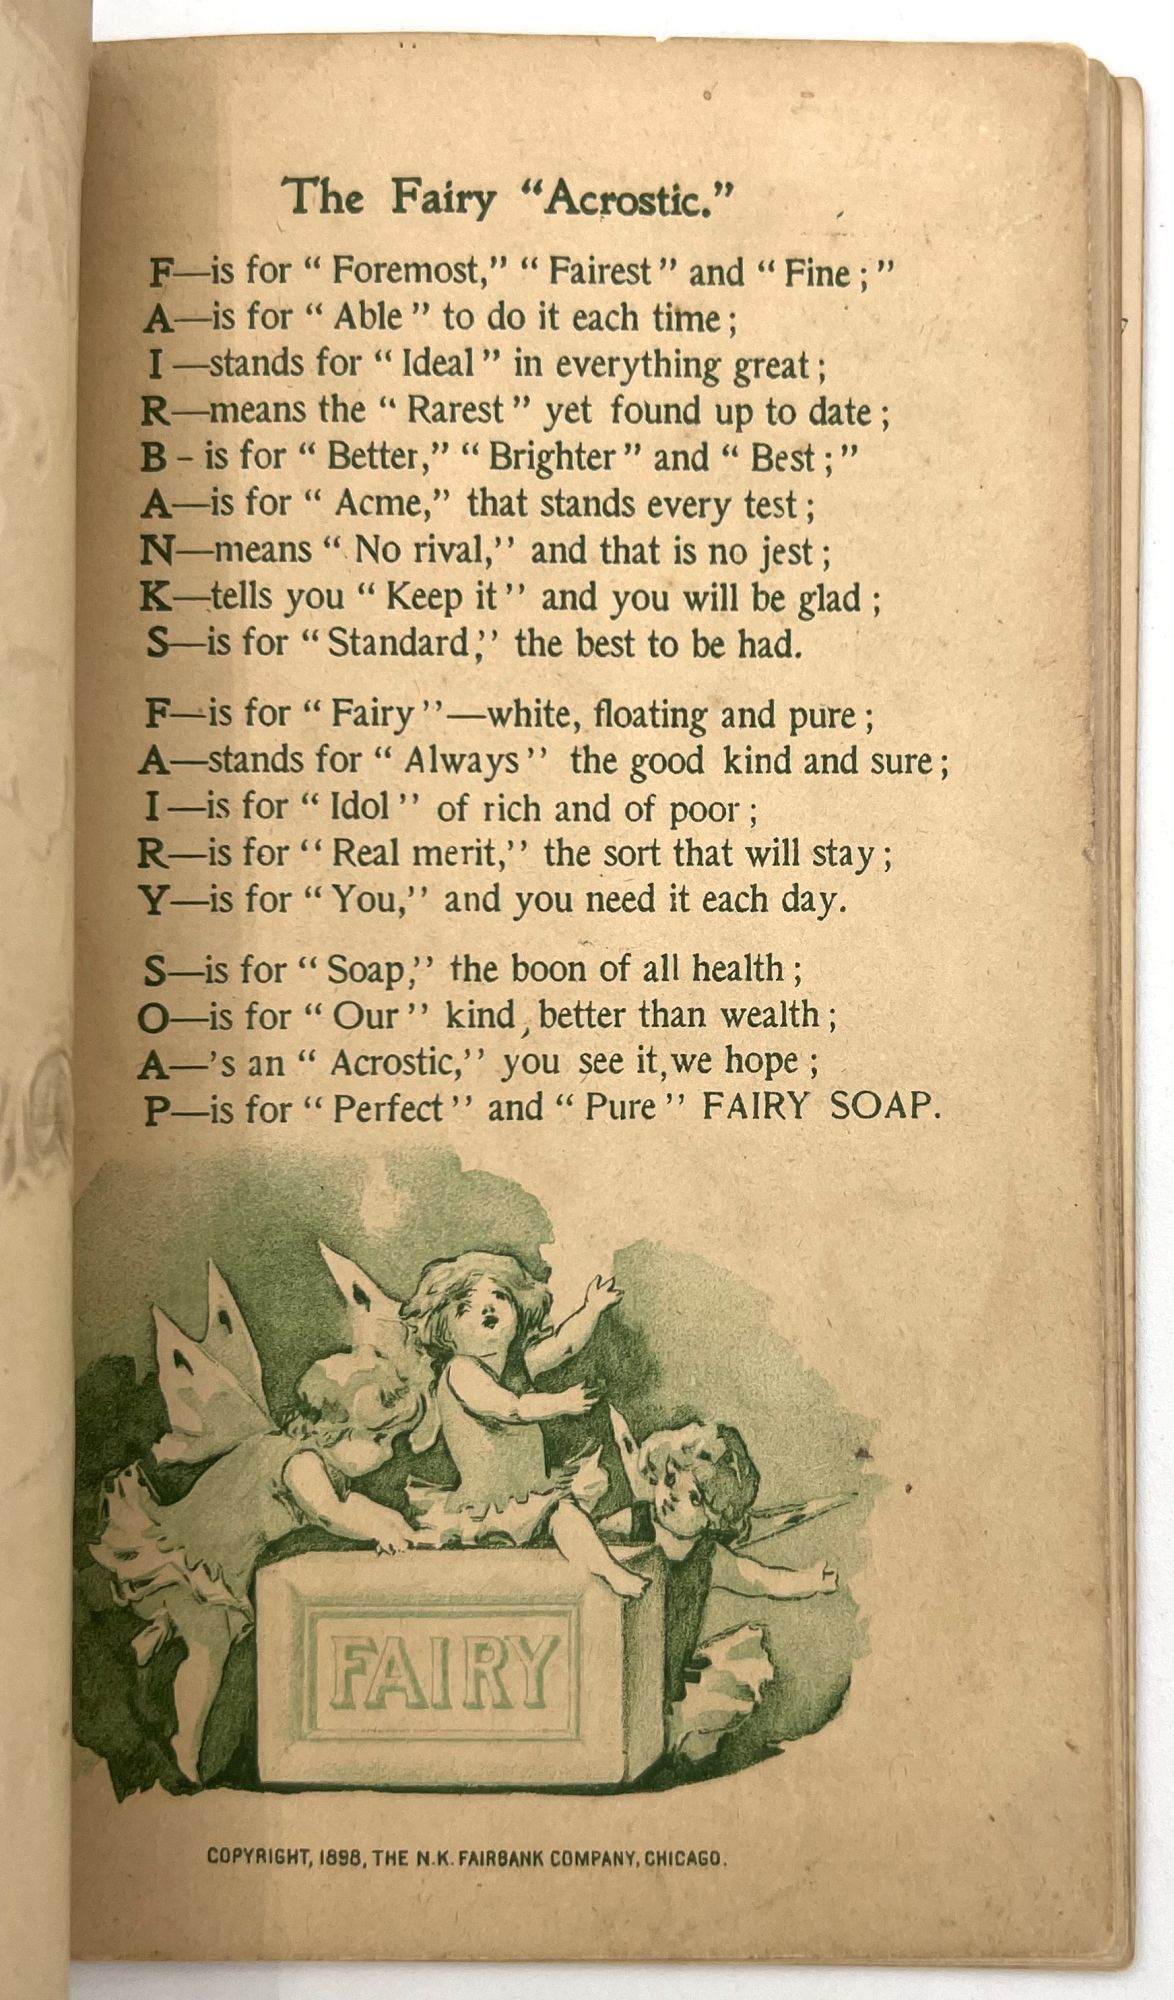 The Fairy "Acrostic."
F—is for "Foremost," "Fairest" and "Fine;"
A—is for "Able" to do it each time;
I—stands for "Ideal" in everything great;
R—means the "Rarest" yet found up to date;
B-is for "Better," "Brighter" and "Best;"
A—is for "Acme," that stands every test;
N—means "No rival," and that is no jest;
K—tells you "Keep it" and you will be glad;
S—is for "Standard," the best to be had.
F—is for "Fairy"—white, floating and pure;
A—stands for "Always" the good kind and sure;
I—is for "Idol" of rich and of poor;
R—is for "Real merit," the sort that will stay;
Y—is for "You," and you need it each day.
S—is for "Soap," the boon of all health;
O—is for "Our" kind, better than wealth;
A—'s an "Acrostic," you see it, we hope;
P—is for "Perfect" and "Pure" FAIRY SOAP.
FAIRY
COPYRIGHT, 1898, THE N.K. FAIRBANK COMPANY, CHICAGO.